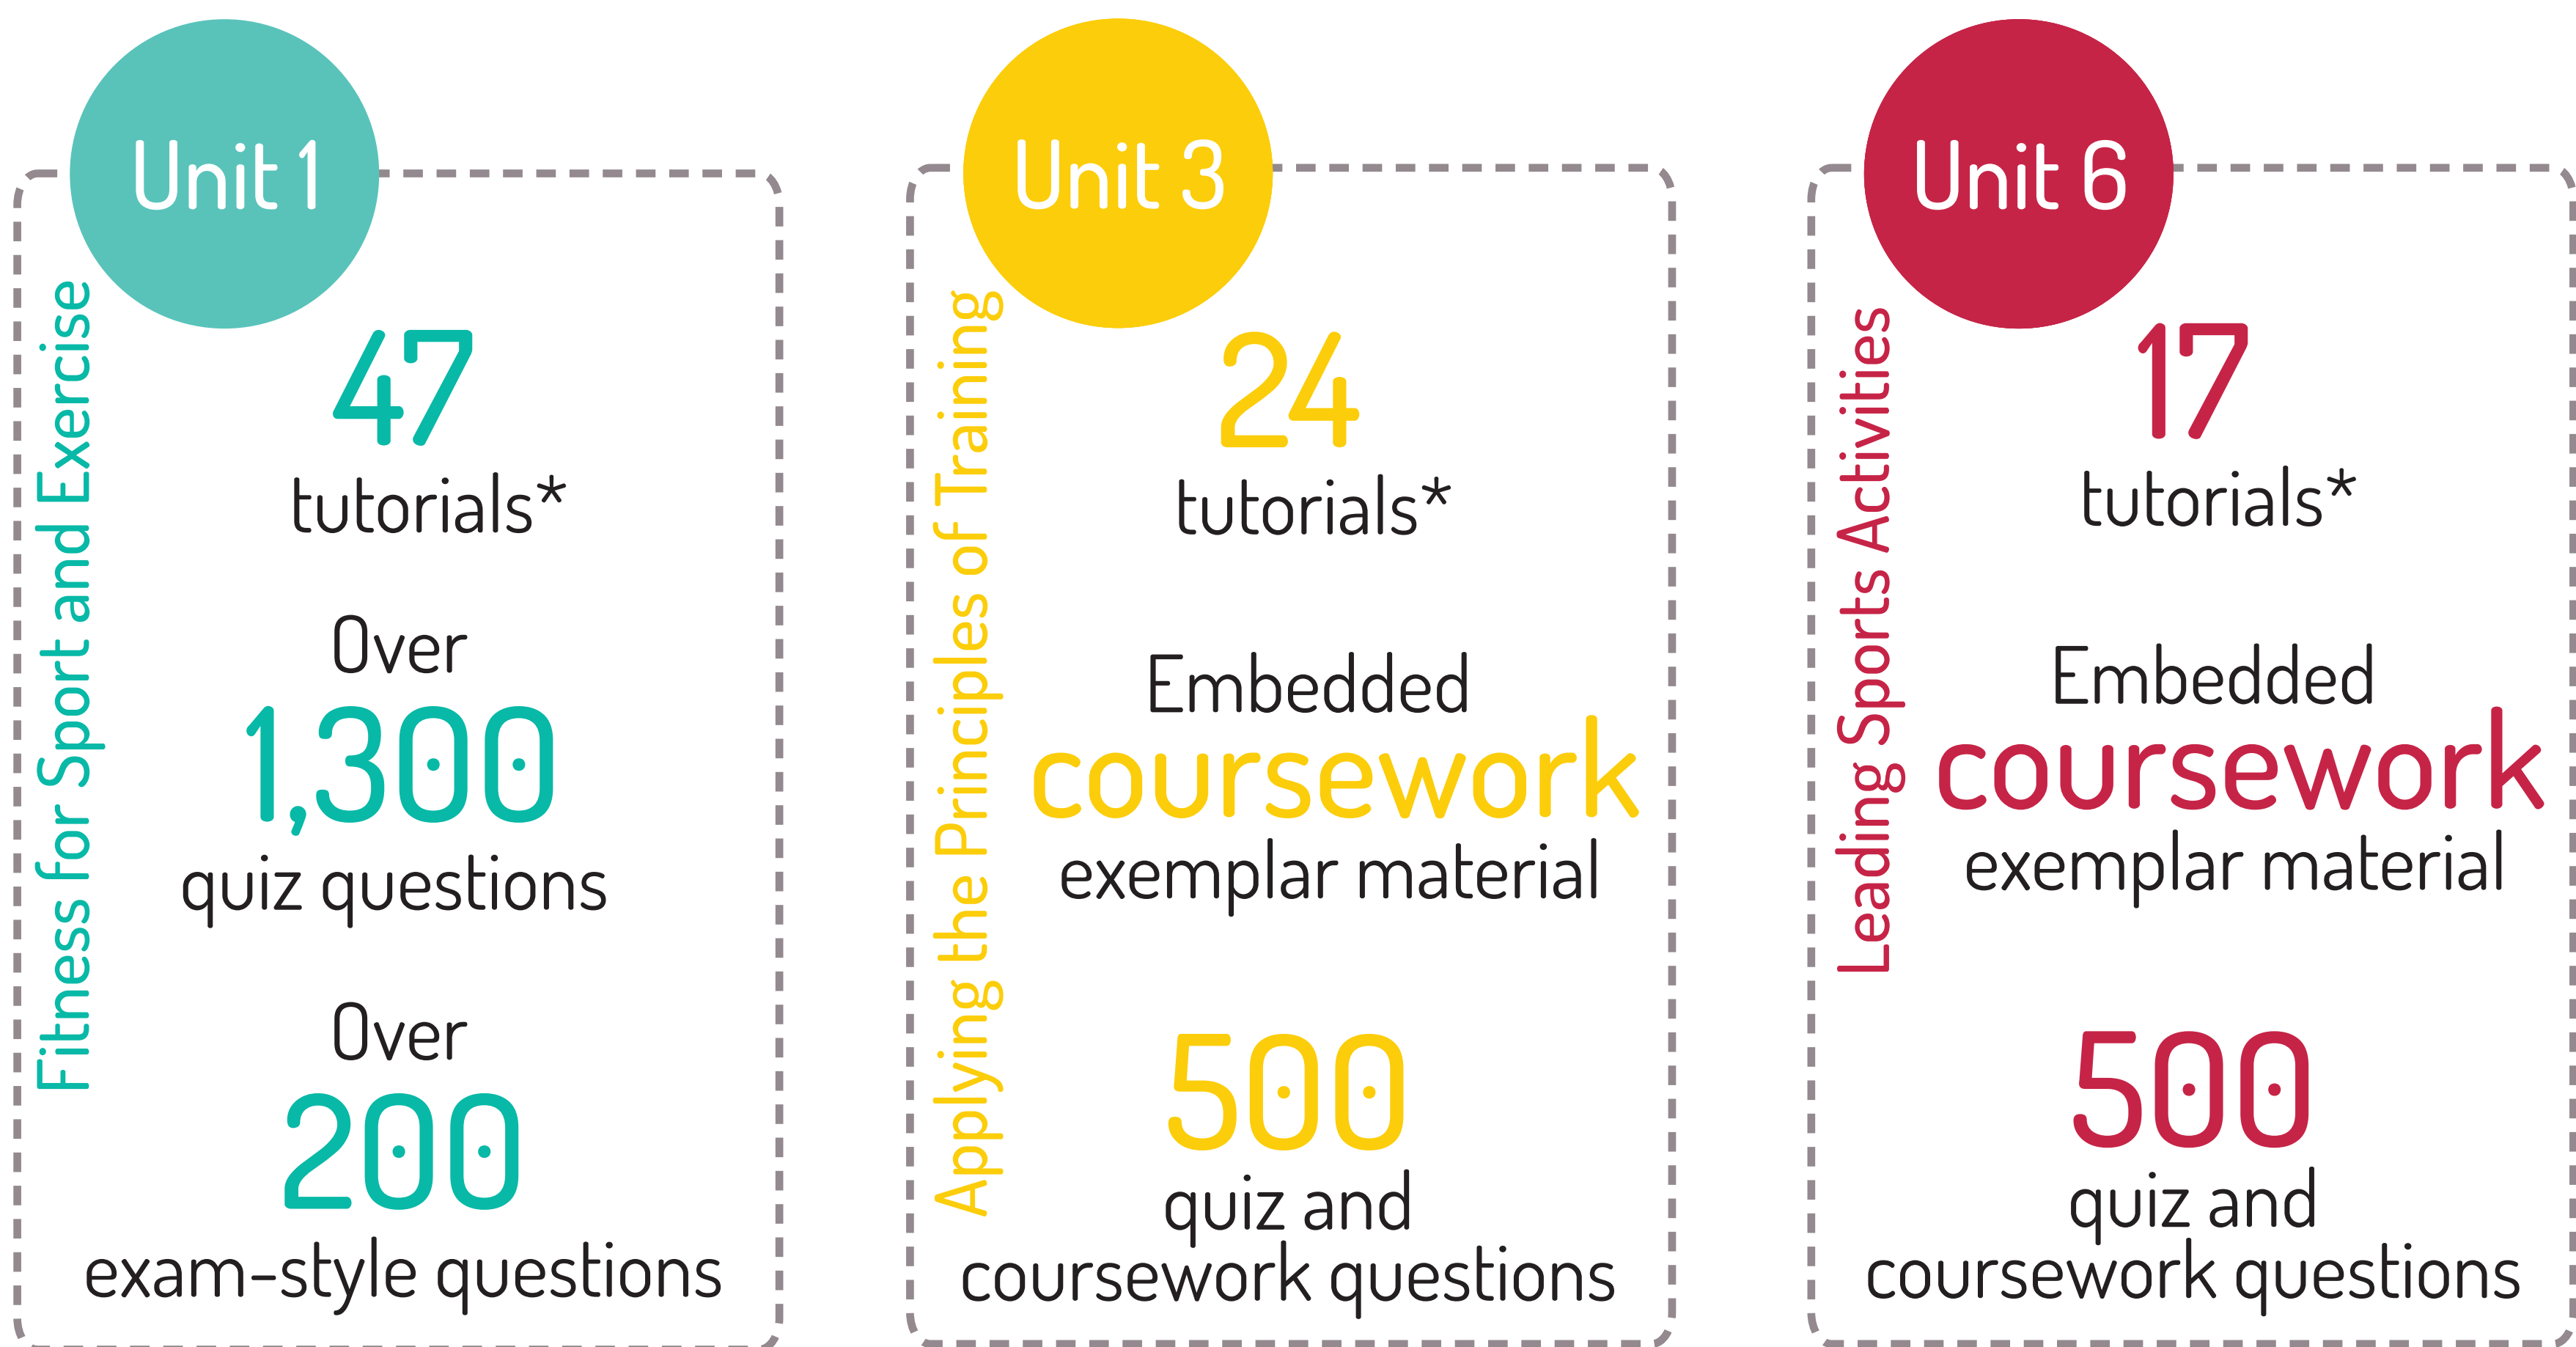 Unit 1
Fitness for Sport and Exercise
47
tutorials*
Over
1,300
quiz questions
Over
200
exam-style questions
Unit 3
Applying the Principles of Training
24
tutorials*
Embedded
coursework
exemplar material
500
quiz and
coursework questions
Unit 6
Leading Sports Activities
17
tutorials*
Embedded
coursework
exemplar material
500
quiz and
coursework questions